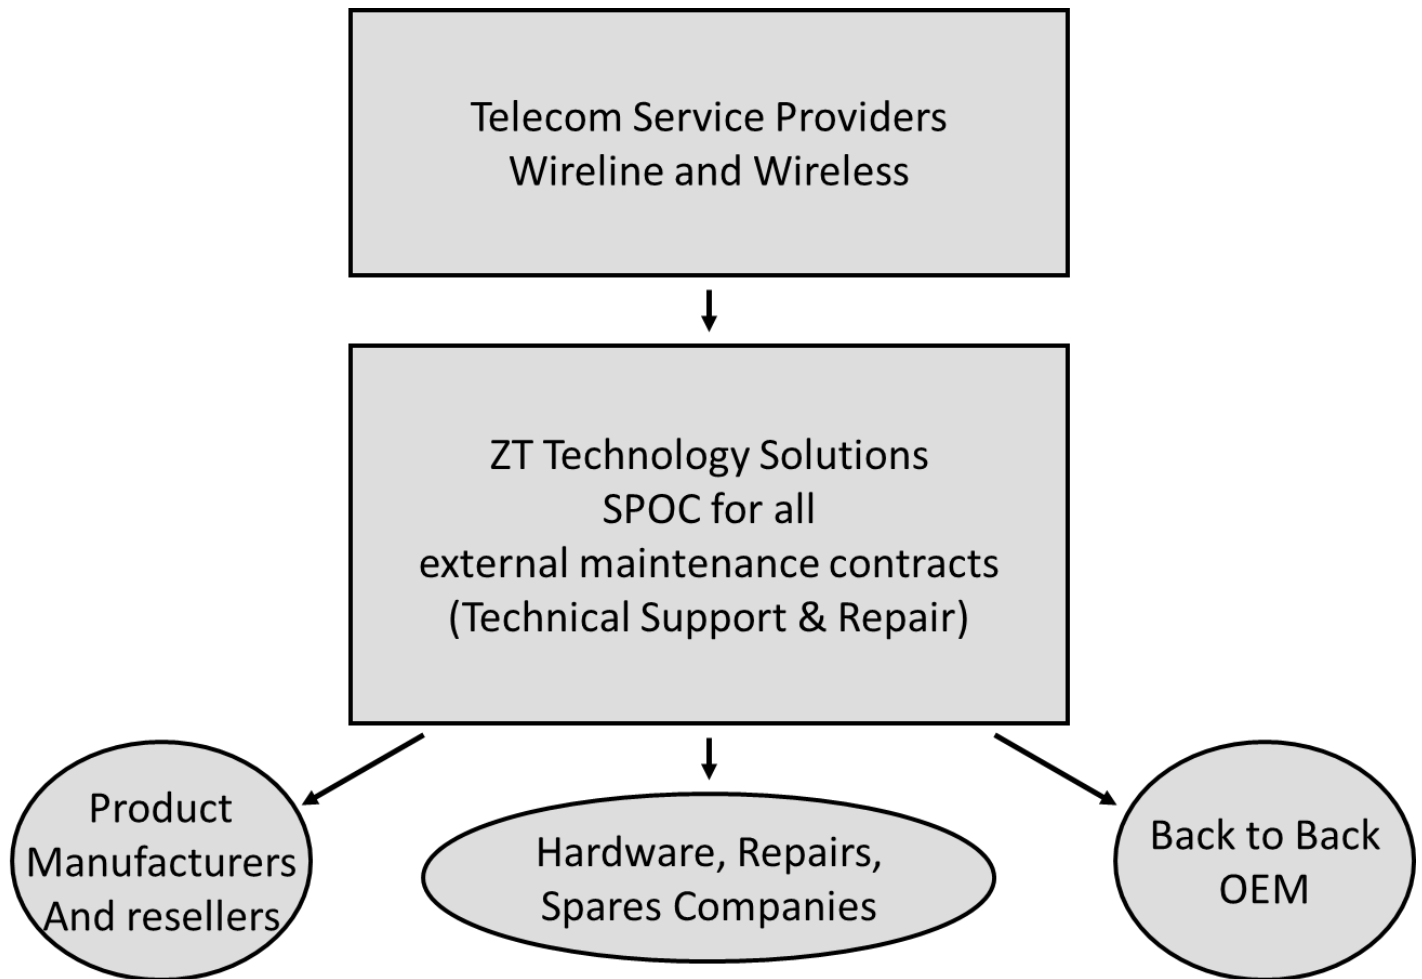 Telecom Service Providers
Wireline and Wireless
ZT Technology Solutions
SPOC for all
external maintenance contracts
(Technical Support & Repair)
Product
Manufacturers
And resellers
Hardware, Repairs,
Spares Companies
Back to Back
OEM